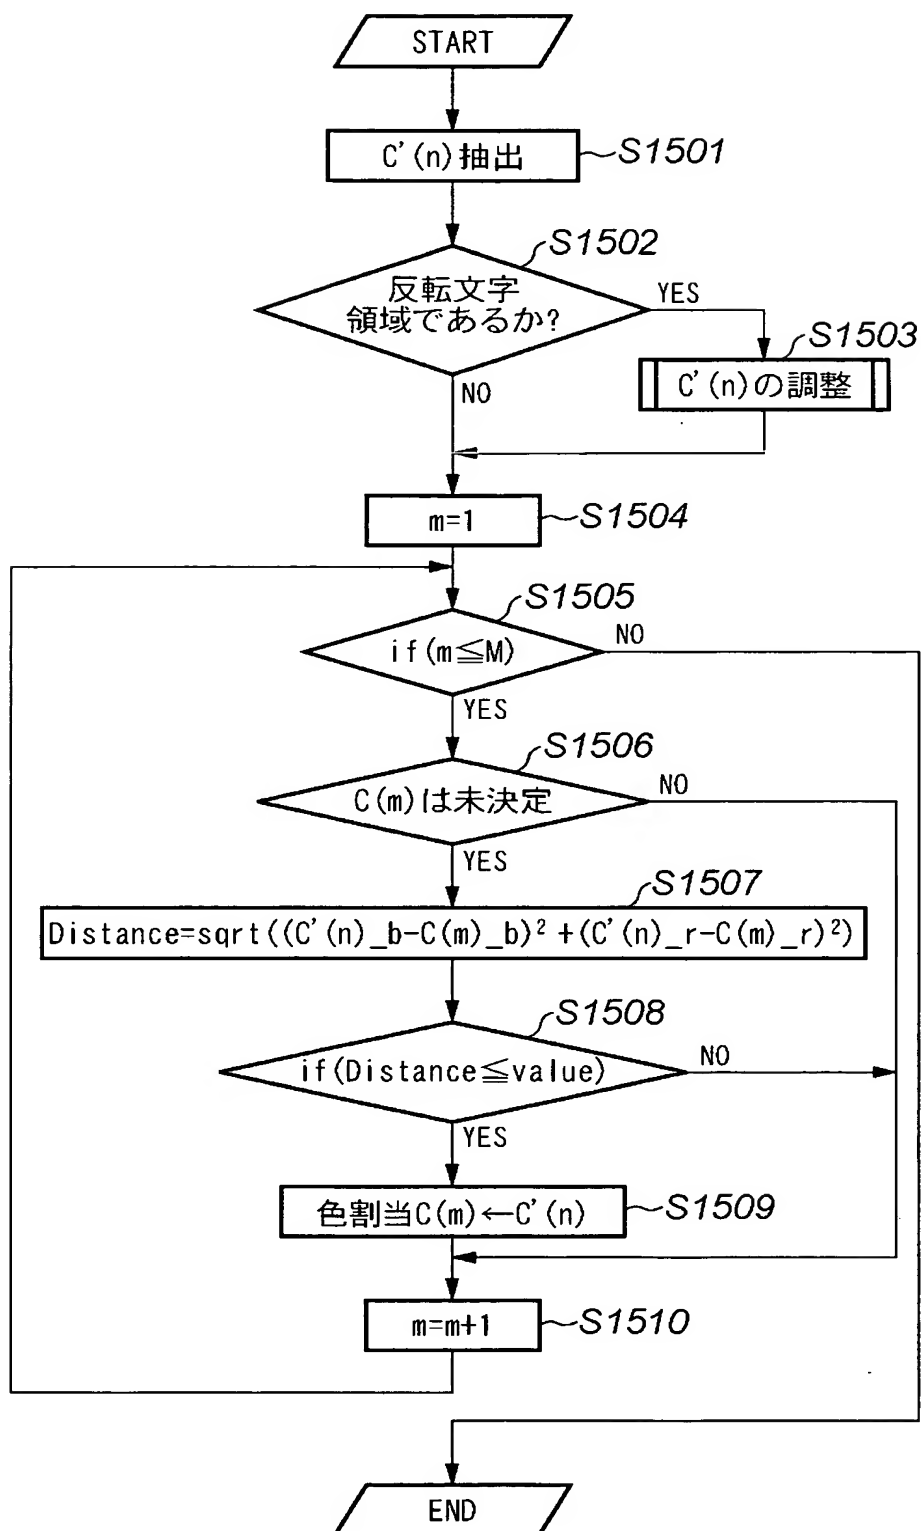 START
C'(n)抽出
S1501
S1502
反転文字
領域であるか?
YES
S1503
C'(n)の調整
NO
m=1
S1504
S1505
if(m≦M)
NO
YES
S1506
C(m)は未決定
NO
YES
S1507
Distance=sqrt((C'(n)_b-C(m)_b)²+(C'(n)_r-C(m)_r)²)
S1508
if(Distance≦value)
NO
YES
色割当C(m)←C'(n)
S1509
m=m+1
S1510
END